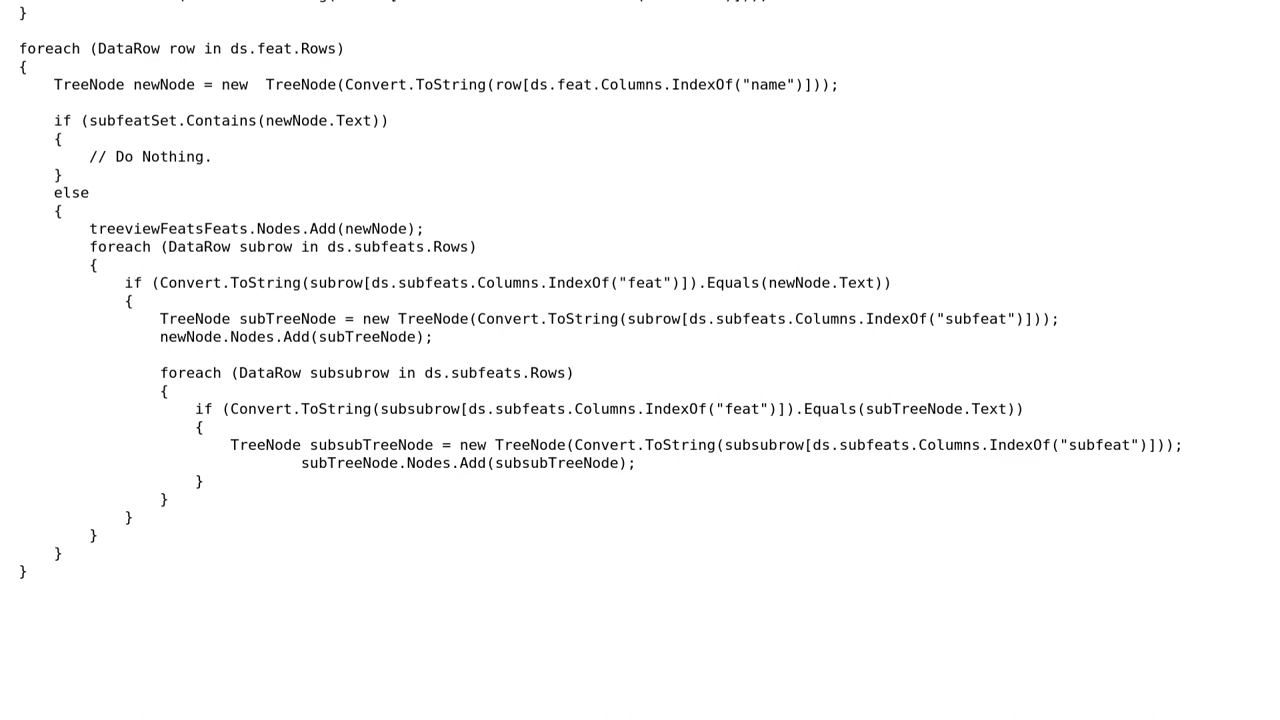 }
foreach (DataRow row in ds.feat.Rows)
{
    TreeNode newNode = new  TreeNode(Convert.ToString(row[ds.feat.Columns.IndexOf("name")]));
    if (subfeatSet.Contains(newNode.Text))
    {
        // Do Nothing.
    }
    else
    {
        treeviewFeatsFeats.Nodes.Add(newNode);
        foreach (DataRow subrow in ds.subfeats.Rows)
        {
            if (Convert.ToString(subrow[ds.subfeats.Columns.IndexOf("feat")]).Equals(newNode.Text))
            {
                TreeNode subTreeNode = new TreeNode(Convert.ToString(subrow[ds.subfeats.Columns.IndexOf("subfeat")]));
                newNode.Nodes.Add(subTreeNode);
                foreach (DataRow subsubrow in ds.subfeats.Rows)
                {
                    if (Convert.ToString(subsubrow[ds.subfeats.Columns.IndexOf("feat")]).Equals(subTreeNode.Text))
                    {
                        TreeNode subsubTreeNode = new TreeNode(Convert.ToString(subsubrow[ds.subfeats.Columns.IndexOf("subfeat")]));
                                subTreeNode.Nodes.Add(subsubTreeNode);
                    }
                }
            }
        }
    }
}